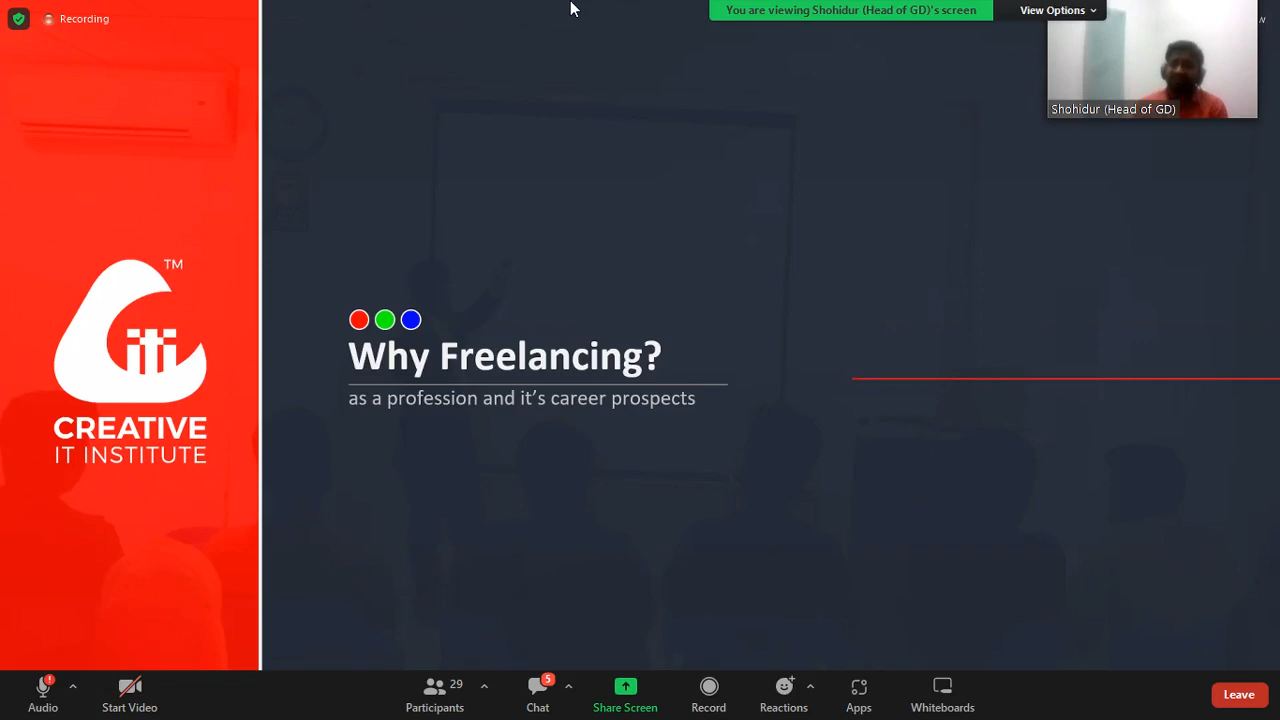 Recording
You are viewing Shohidur (Head of GD)'s screen
View Options
Shohidur (Head of GD)
TM
iti
CREATIVE
IT INSTITUTE
Why Freelancing?
as a profession and it's career prospects
Audio
Start Video
29
Participants
5
Chat
Share Screen
Record
Reactions
Apps
Whiteboards
Leave